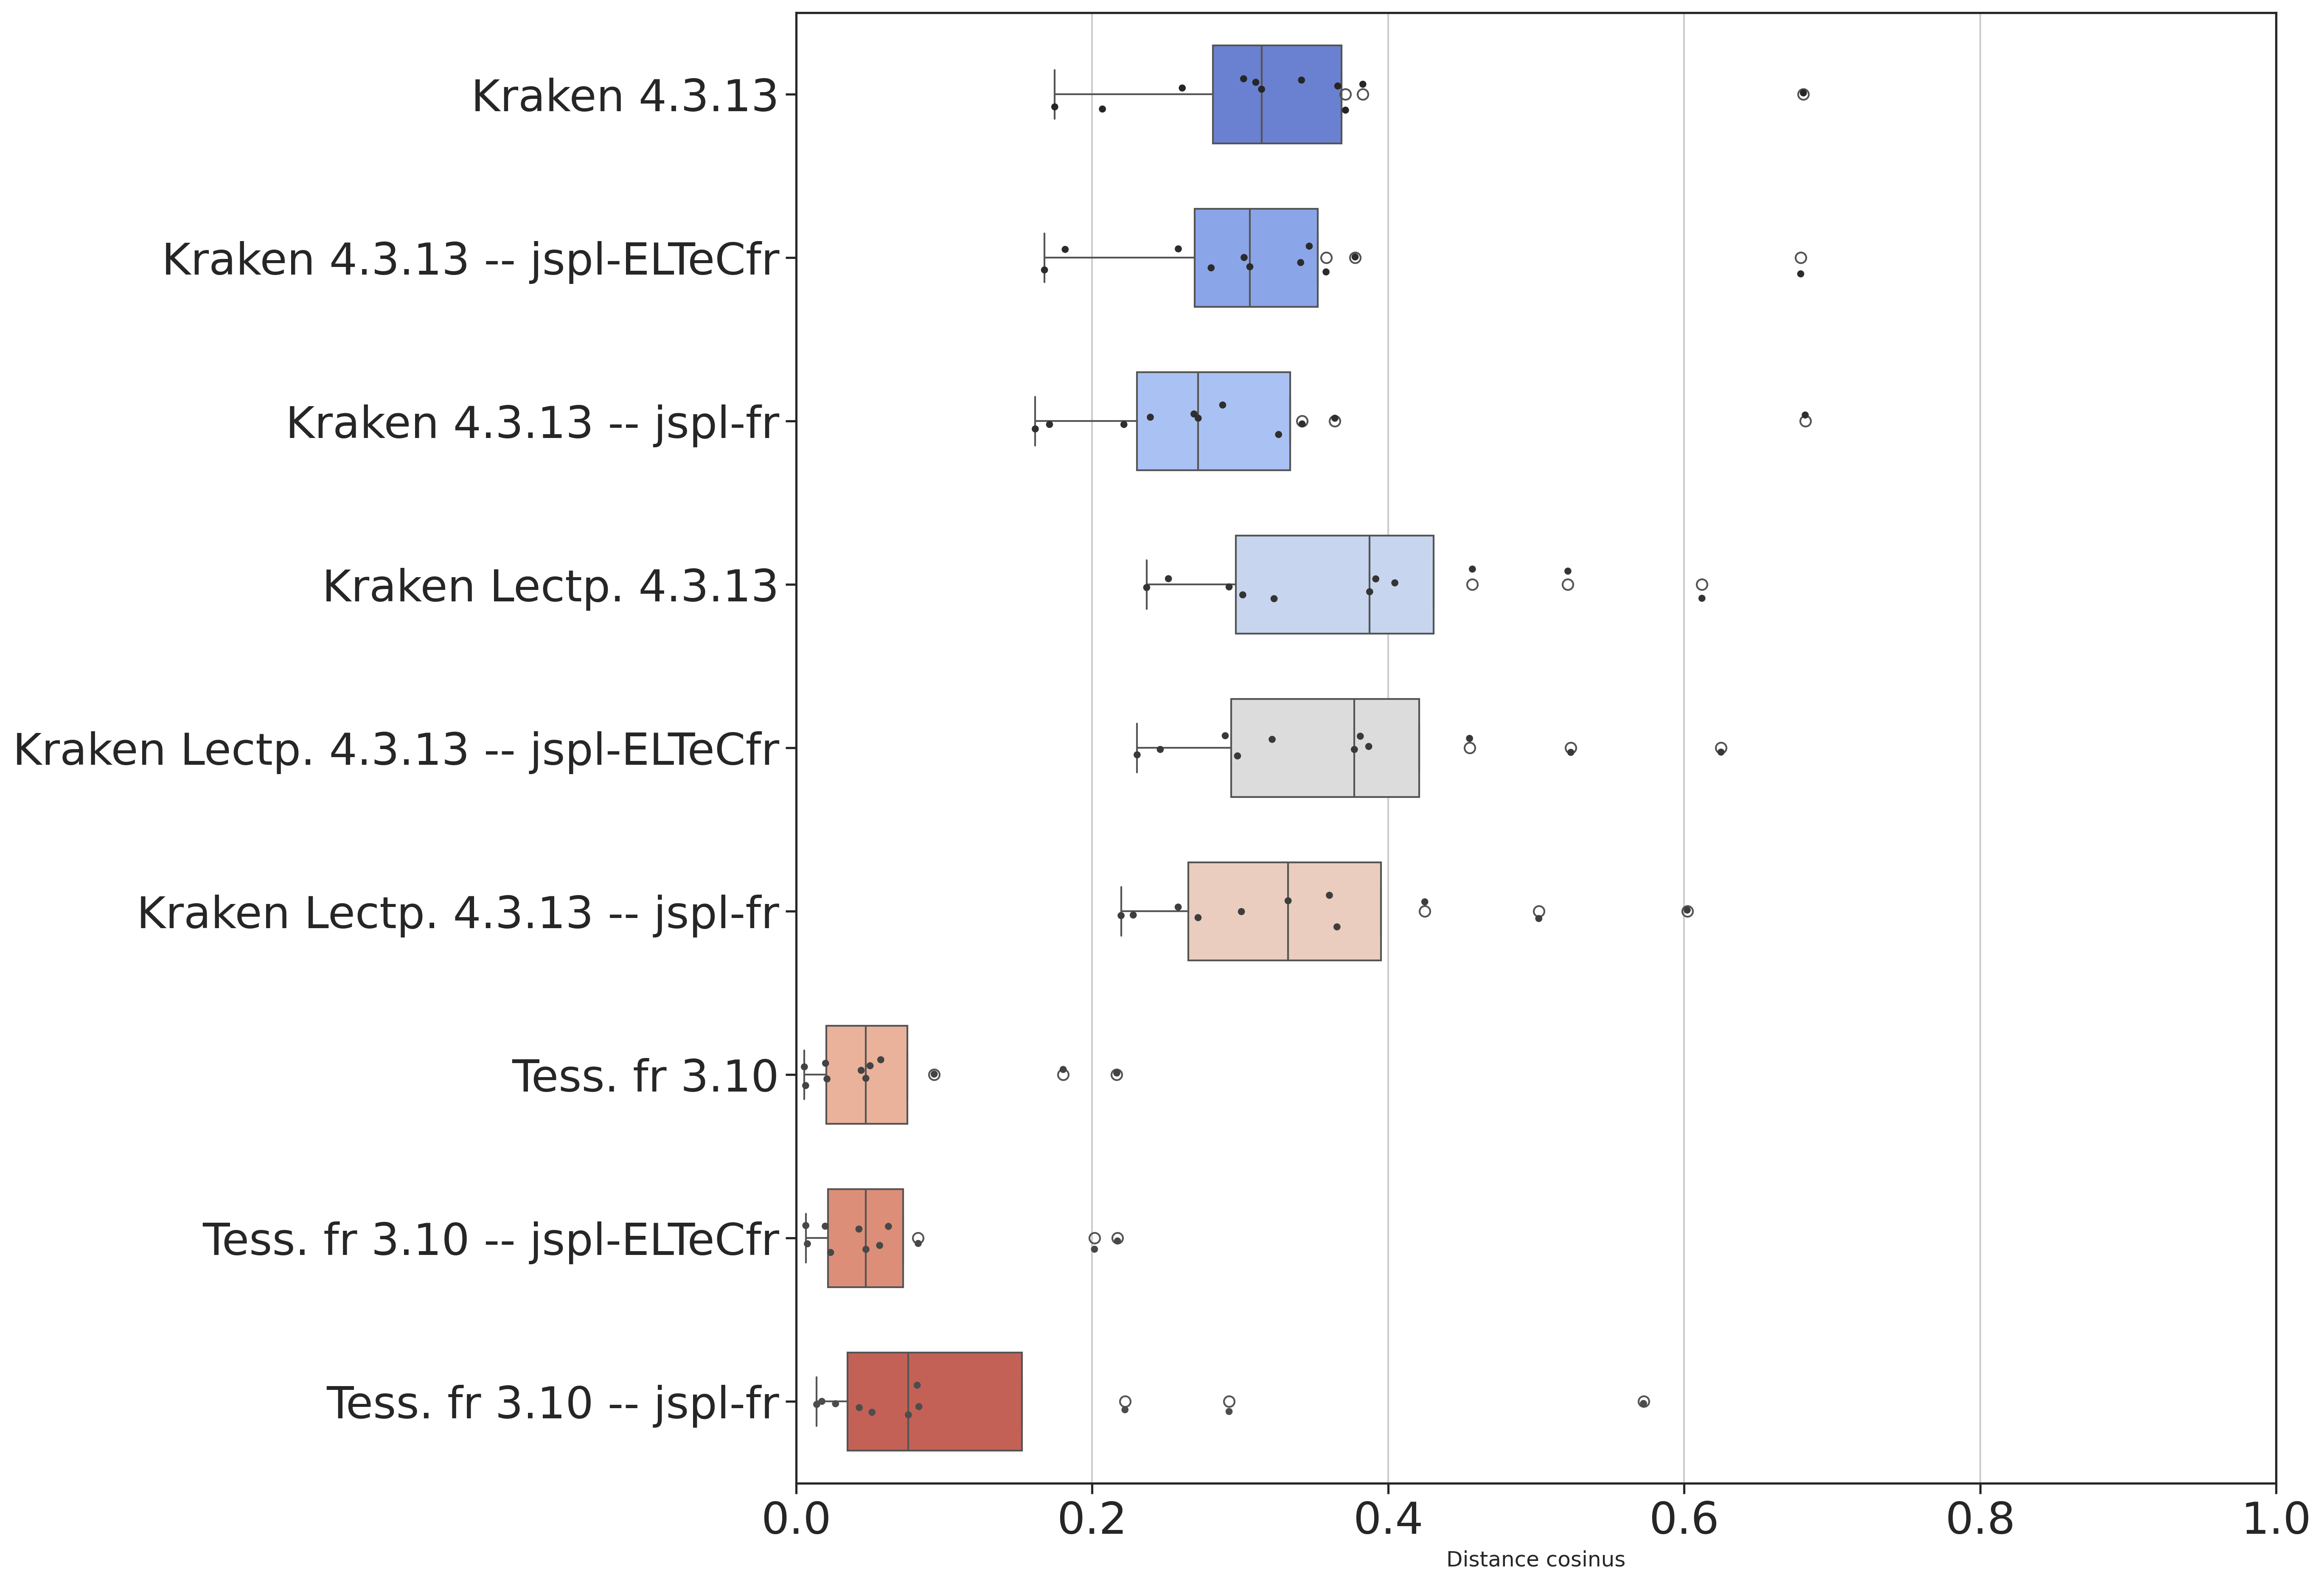 Kraken 4.3.13
Kraken 4.3.13 -- jspl-ELTeCfr
Kraken 4.3.13 -- jspl-fr
Kraken Lectp. 4.3.13
Kraken Lectp. 4.3.13 -- jspl-ELTeCfr
Kraken Lectp. 4.3.13 -- jspl-fr
Tess. fr 3.10
Tess. fr 3.10 -- jspl-ELTeCfr
Tess. fr 3.10 -- jspl-fr
0.0 0.2 0.4 0.6 0.8 1.0
Distance cosinus